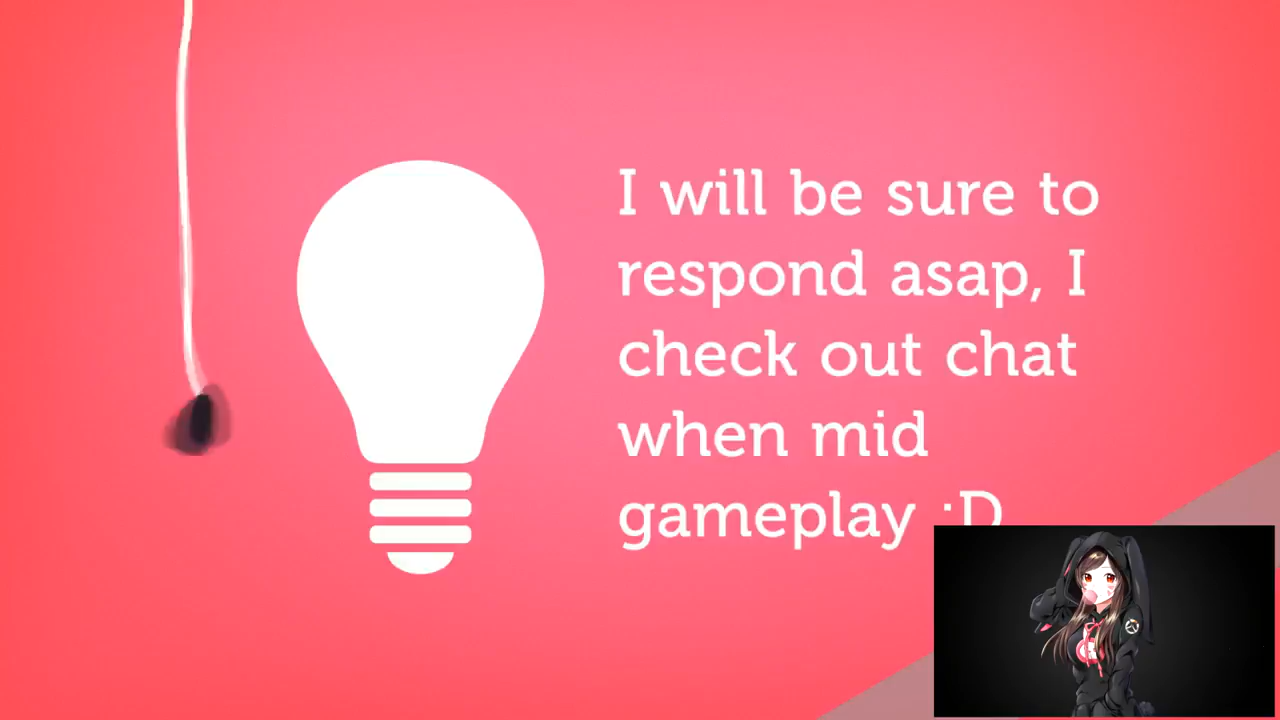 I will be sure to
respond asap, I
check out chat
when mid
gameplay :D